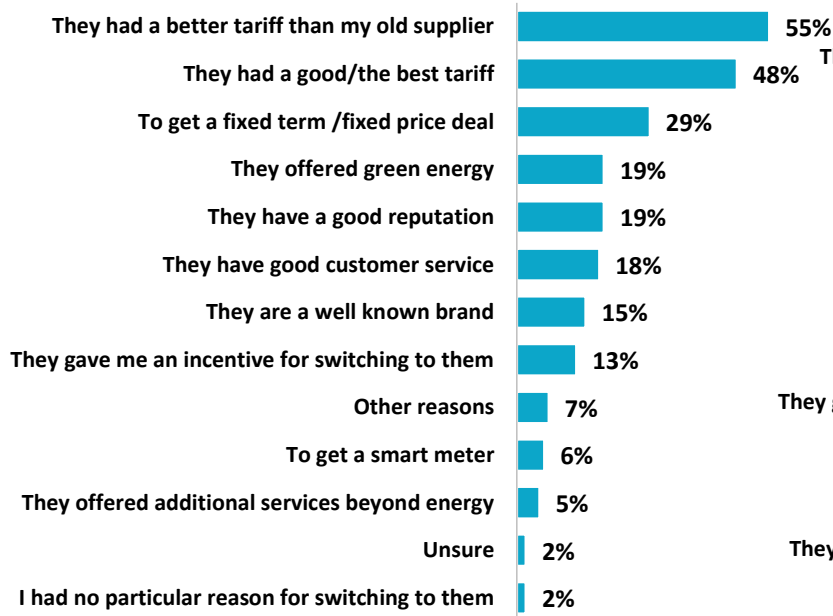 They had a better tariff than my old supplier 55%
They had a good/the best tariff 48%
To get a fixed term /fixed price deal 29%
They offered green energy 19%
They have a good reputation 19%
They have good customer service 18%
They are a well known brand 15%
They gave me an incentive for switching to them 13%
Other reasons 7%
They
To get a smart meter 6%
They offered additional services beyond energy 5%
Unsure 2%
They
I had no particular reason for switching to them 2%